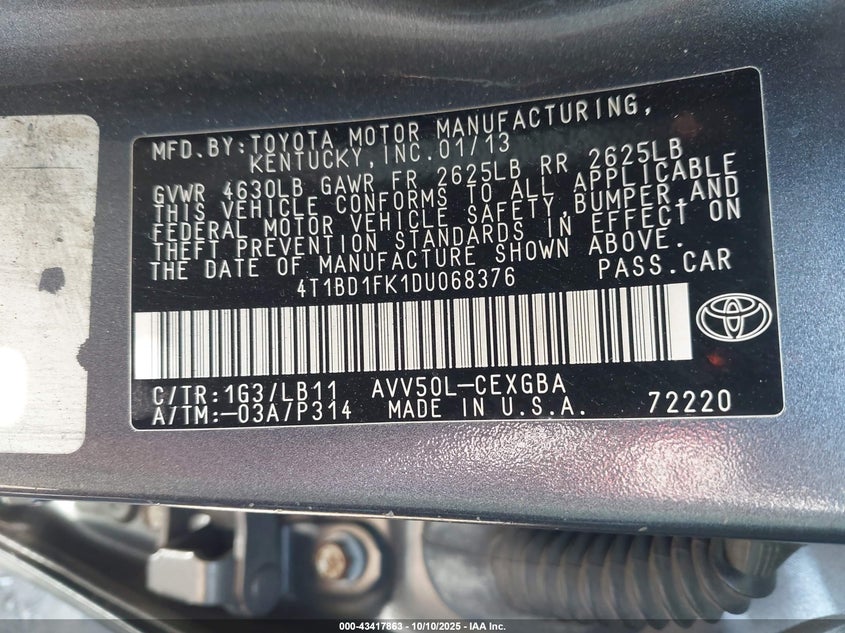 MFD.BY:TOYOTA MOTOR MANUFACTURING,
KENTUCKY,INC.01/13
GVWR 4630LB GAWR FR 2625LB RR 2625LB
THIS VEHICLE CONFORMS TO ALL APPLICABLE
FEDERAL MOTOR VEHICLE SAFETY,BUMPER,AND
THEFT PREVENTION STANDARDS IN EFFECT ON
THE DATE OF MANUFACTURE SHOWN ABOVE.
4T1BD1FK1DU068376 PASS.CAR
C/TR:1G3/LB11 AVV50L-CEXGBA
A/TM:-03A/P314 MADE IN U.S.A. 72220
000-43417863 - 10/10/2025 - IAA Inc.